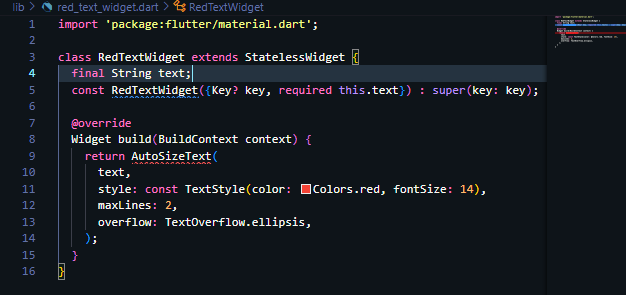 lib > red_text_widget.dart > RedTextWidget
1 import 'package:flutter/material.dart';
2
3 class RedTextWidget extends StatelessWidget {
4 final String text;
5 const RedTextWidget({Key? key, required this.text}) : super(key: key);
6
7 @override
8 Widget build(BuildContext context) {
9 return AutoSizeText(
10 text,
11 style: const TextStyle(color: Colors.red, fontSize: 14),
12 maxLines: 2,
13 overflow: TextOverflow.ellipsis,
14 );
15 }
16 }